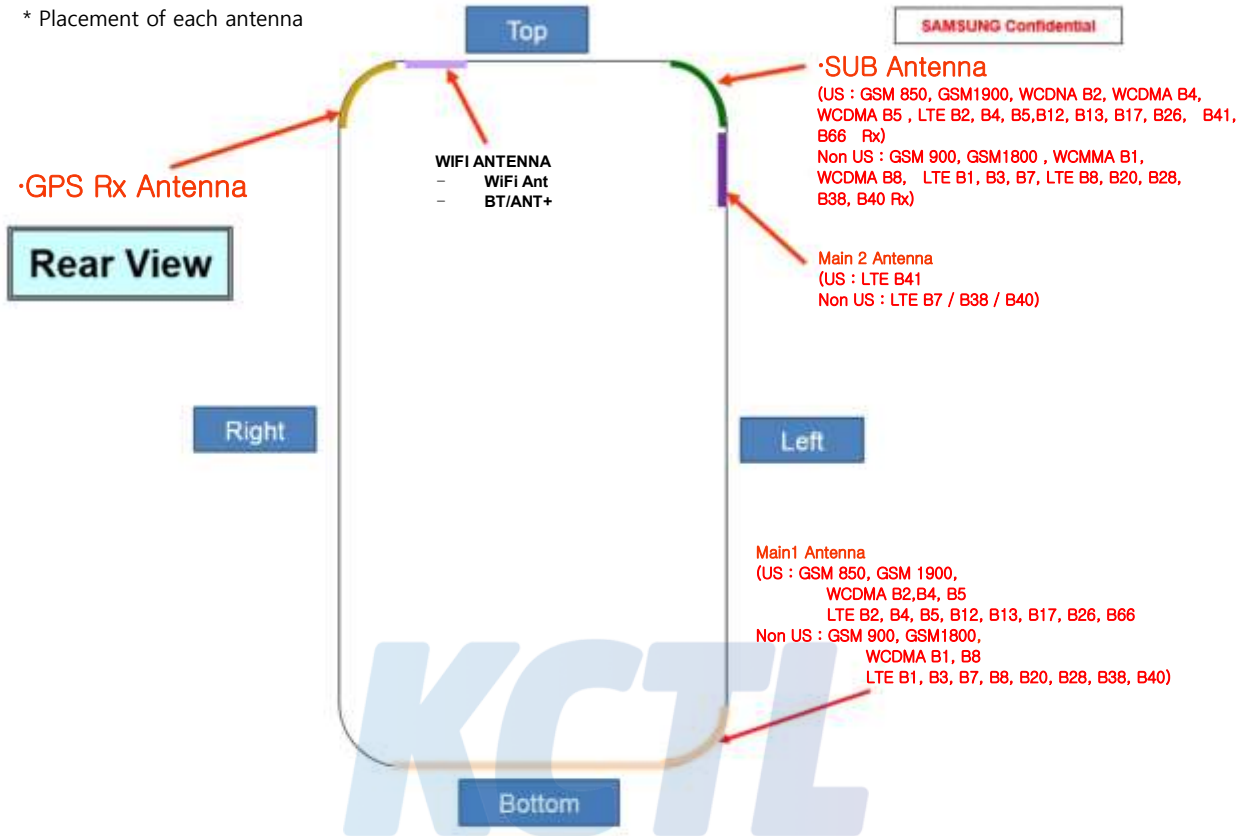 * Placement of each antenna
Top
SAMSUNG Confidential
·SUB Antenna
(US : GSM 850, GSM1900, WCDNA B2, WCDMA B4,
WCDMA B5 , LTE B2, B4, B5,B12, B13, B17, B26, B41,
B66 Rx)
Non US : GSM 900, GSM1800 , WCMMA B1,
WCDMA B8, LTE B1, B3, B7, LTE B8, B20, B28,
B38, B40 Rx)
WIFI ANTENNA
– WiFi Ant
– BT/ANT+
·GPS Rx Antenna
Rear View
Main 2 Antenna
(US : LTE B41
Non US : LTE B7 / B38 / B40)
Right
Left
Main1 Antenna
(US : GSM 850, GSM 1900,
WCDMA B2,B4, B5
LTE B2, B4, B5, B12, B13, B17, B26, B66
Non US : GSM 900, GSM1800,
WCDMA B1, B8
LTE B1, B3, B7, B8, B20, B28, B38, B40)
KCTL
Bottom